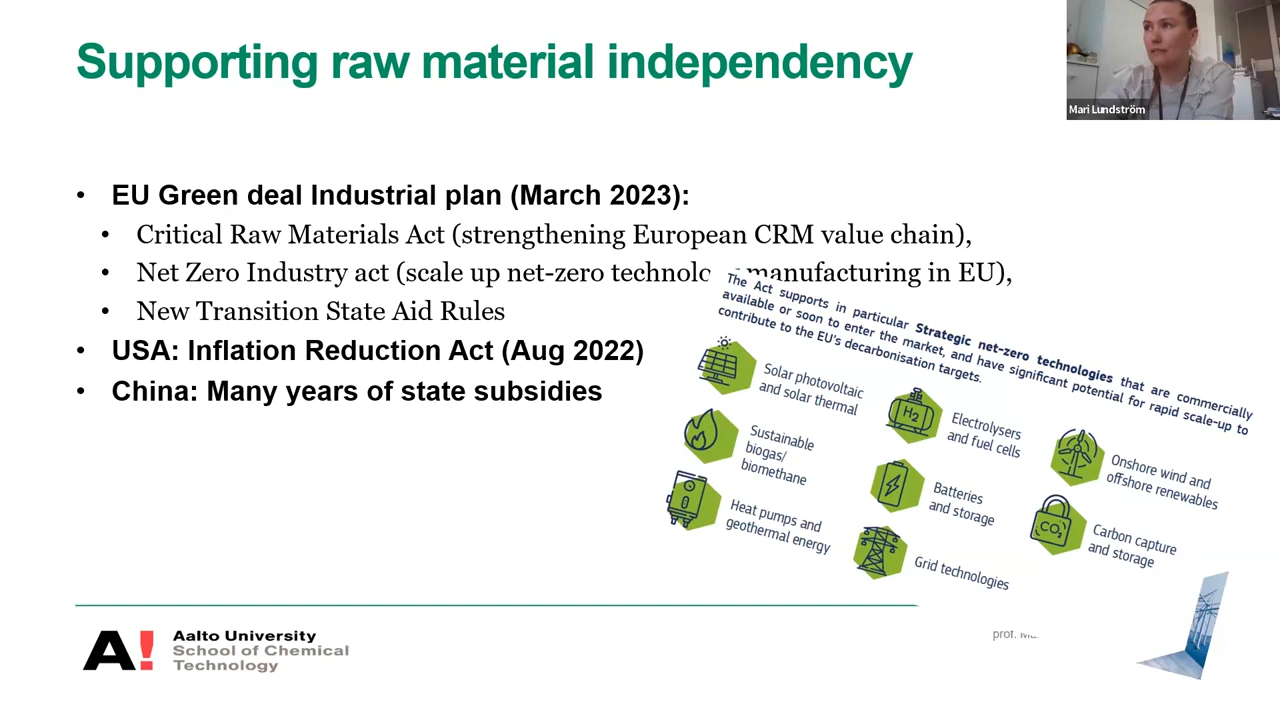 Supporting raw material independency
Mari Lundström
• EU Green deal Industrial plan (March 2023):
• Critical Raw Materials Act (strengthening European CRM value chain),
• Net Zero Industry act (scale up net-zero technolo manufacturing in EU),
• New Transition State Aid Rules
• USA: Inflation Reduction Act (Aug 2022)
• China: Many years of state subsidies
The Act supports in particular Strategic net-zero technologies that are commercially
available or soon to enter the market, and have significant potential for rapid scale-up to
contribute to the EU's decarbonisation targets.
Solar photovoltaic
and solar thermal
Sustainable
biogas/
biomethane
Heat pumps and
geothermal energy
H2
Electrolysers
and fuel cells
Batteries
and storage
Grid technologies
Onshore wind and
offshore renewables
CO2
Carbon capture
and storage
A!
Aalto University
School of Chemical
Technology
prof.